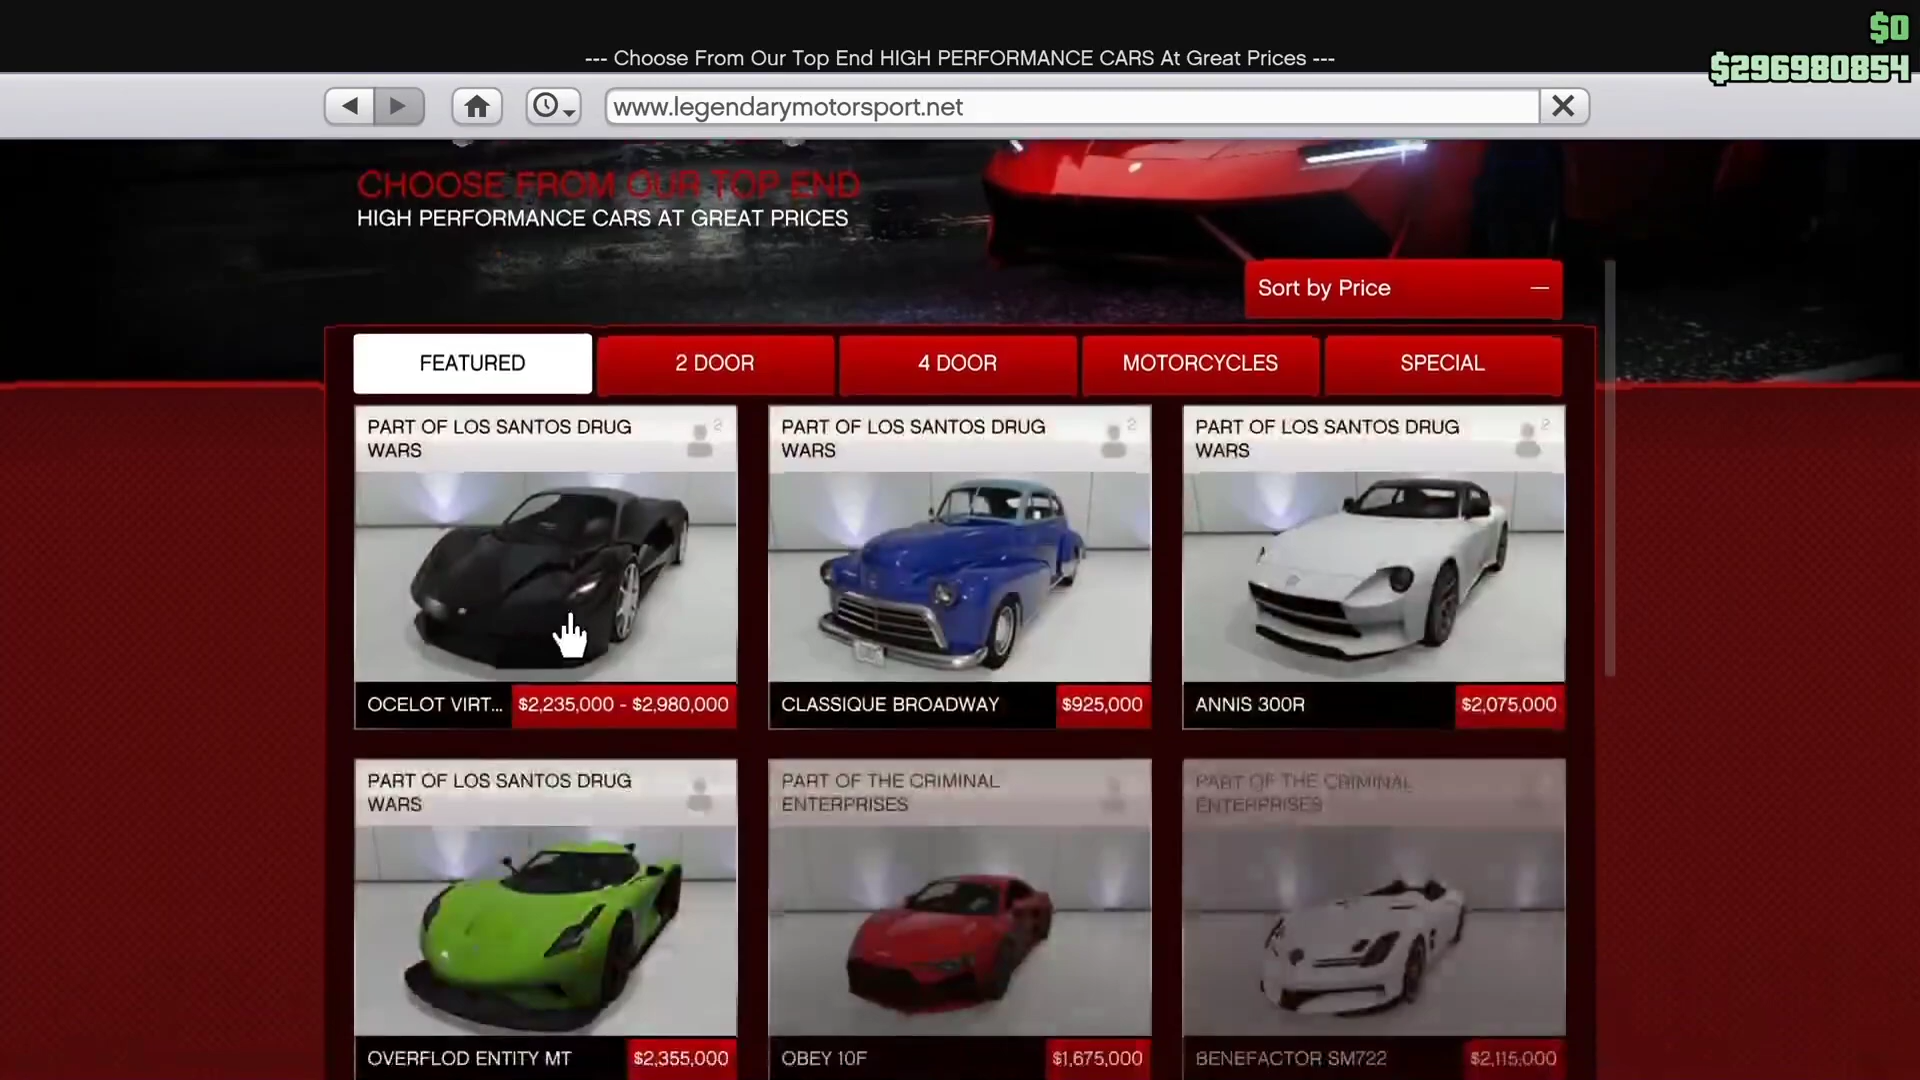 $0
--- Choose From Our Top End HIGH PERFORMANCE CARS At Great Prices ---
$296980854
www.legendarymotorsport.net
CHOOSE FROM OUR TOP END
HIGH PERFORMANCE CARS AT GREAT PRICES
Sort by Price
FEATURED
2 DOOR
4 DOOR
MOTORCYCLES
SPECIAL
PART OF LOS SANTOS DRUG
WARS
2
OCELOT VIRT...
$2,235,000 - $2,980,000
PART OF LOS SANTOS DRUG
WARS
2
CLASSIQUE BROADWAY
$925,000
PART OF LOS SANTOS DRUG
WARS
2
ANNIS 300R
$2,075,000
PART OF LOS SANTOS DRUG
WARS
OVERFLOD ENTITY MT
$2,355,000
PART OF THE CRIMINAL
ENTERPRISES
OBEY 10F
$1,675,000
PART OF THE CRIMINAL
ENTERPRISES
BENEFACTOR SM722
$2,115,000